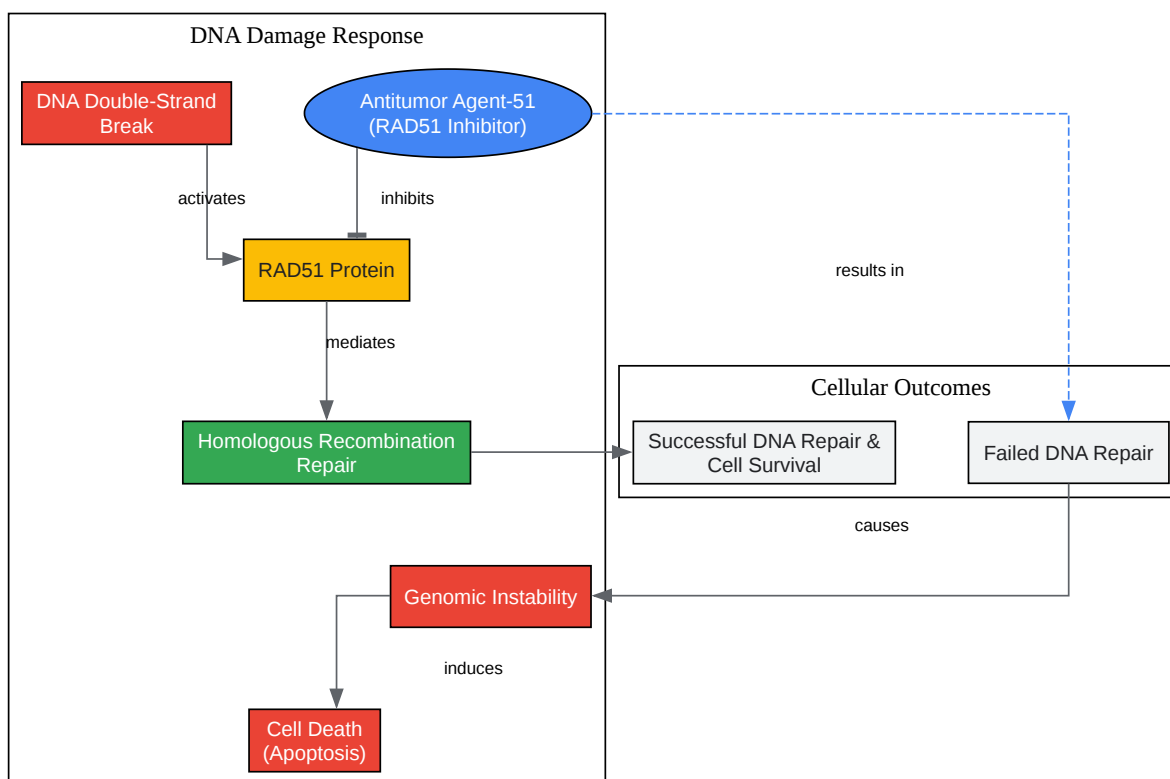 DNA Damage Response
DNA Double-Strand
Break
Antitumor Agent-51
(RAD51 Inhibitor)
activates
inhibits
RAD51 Protein
results in
mediates
Cellular Outcomes
Homologous Recombination
Repair
Successful DNA Repair &
Cell Survival
Failed DNA Repair
causes
Genomic Instability
induces
Cell Death
(Apoptosis)